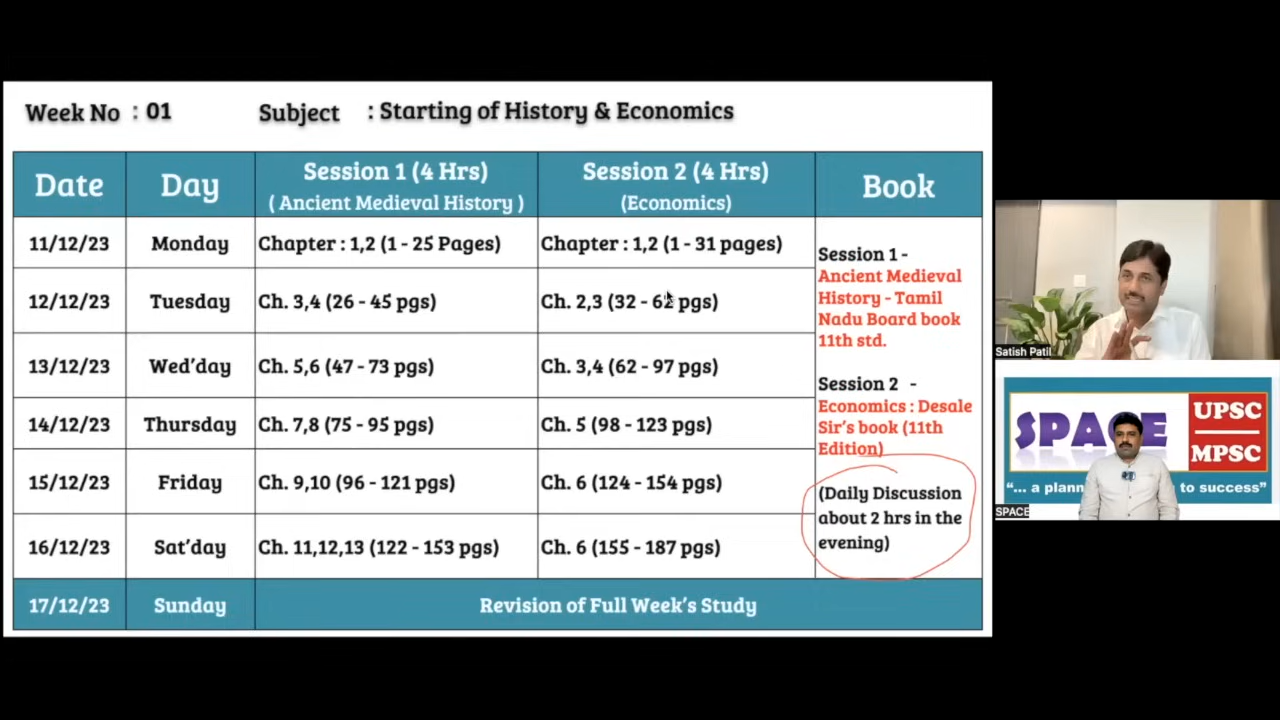 Week No : 01 Subject : Starting of History & Economics
Date Day Session 1 (4 Hrs) Session 2 (4 Hrs) Book
( Ancient Medieval History ) (Economics)
11/12/23 Monday Chapter : 1,2 (1 - 25 Pages) Chapter : 1,2 (1 - 31 pages)
12/12/23 Tuesday Ch. 3,4 (26 - 45 pgs) Ch. 2,3 (32 - 62 pgs)
13/12/23 Wed'day Ch. 5,6 (47 - 73 pgs) Ch. 3,4 (62 - 97 pgs)
14/12/23 Thursday Ch. 7,8 (75 - 95 pgs) Ch. 5 (98 - 123 pgs)
15/12/23 Friday Ch. 9,10 (96 - 121 pgs) Ch. 6 (124 - 154 pgs)
16/12/23 Sat'day Ch. 11,12,13 (122 - 153 pgs) Ch. 6 (155 - 187 pgs)
Session 1 -
Ancient Medieval
History - Tamil
Nadu Board book
11th std.
Session 2 -
Economics : Desale
Sir's book (11th
Edition)
(Daily Discussion
about 2 hrs in the
evening)
17/12/23 Sunday Revision of Full Week's Study
Satish Patil
SPACE UPSC
MPSC
"... a plan to success"
SPACE